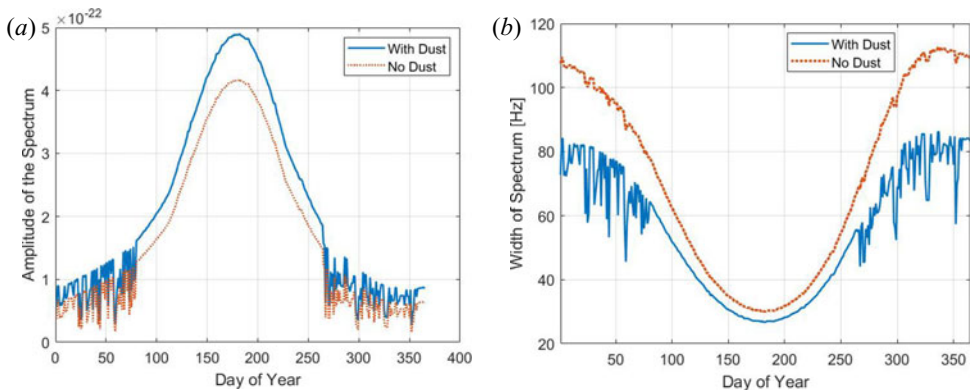 (a)
×10⁻²²
Amplitude of the Spectrum
5
4
3
2
1
0
With Dust
No Dust
0 50 100 150 200 250 300 350 400
Day of Year
(b)
Width of Spectrum [Hz]
120
100
80
60
40
20
With Dust
No Dust
50 100 150 200 250 300 350
Day of Year